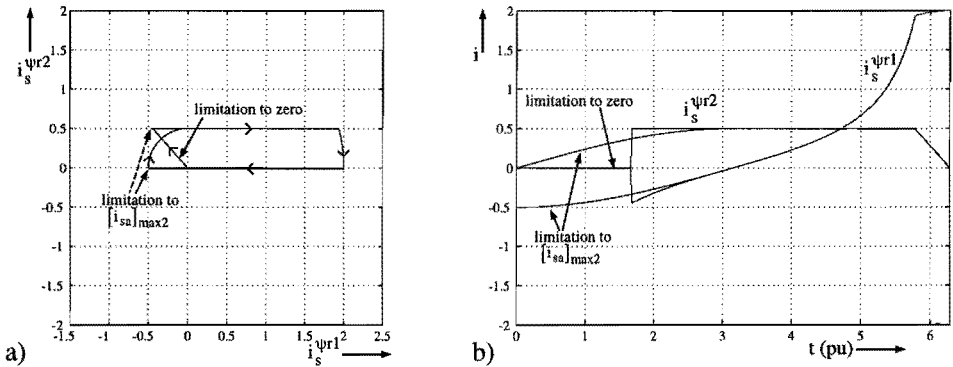 2
1.5
1
0.5
0
-0.5
-1
-1.5
-2
i_s^ψr2
limitation to zero
limitation to
[i_sa]_max2
-1.5 -1 -0.5 0 0.5 1 1.5 2 2.5
a)
i_s^ψr1
2
1.5
1
0.5
0
-0.5
-1
-1.5
-2
i
i_s^ψr1
limitation to zero
i_s^ψr2
limitation to
[i_sa]_max2
0 1 2 3 4 5 6
b)
t (pu)